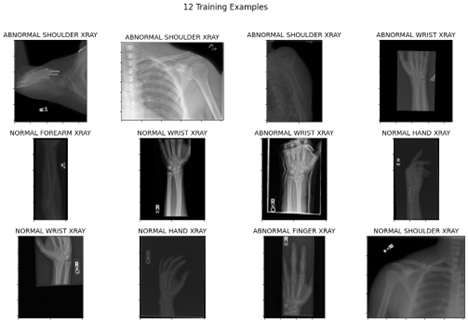 12 Training Examples
ABNORMAL SHOULDER XRAY
ABNORMAL SHOULDER XRAY
ABNORMAL SHOULDER XRAY
ABNORMAL WRIST XRAY
NORMAL FOREARM XRAY
NORMAL WRIST XRAY
ABNORMAL WRIST XRAY
NORMAL HAND XRAY
NORMAL WRIST XRAY
NORMAL HAND XRAY
ABNORMAL FINGER XRAY
NORMAL SHOULDER XRAY